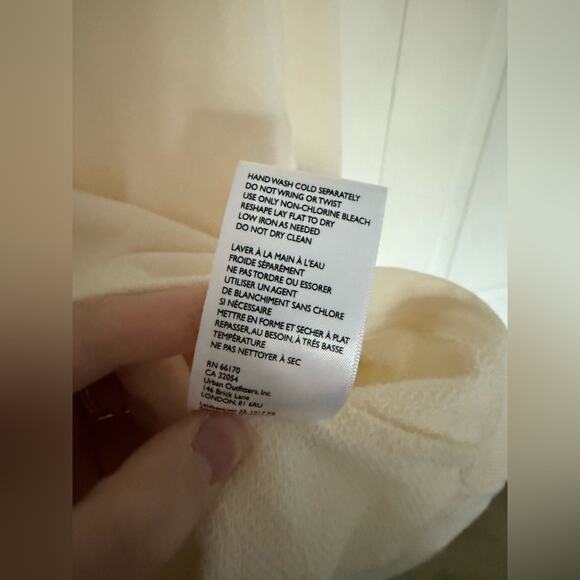 HAND WASH COLD SEPARATELY
DO NOT WRING OR TWIST
USE ONLY NON-CHLORINE BLEACH
RESHAPE LAY FLAT TO DRY
LOW IRON AS NEEDED
DO NOT DRY CLEAN
LAVER À LA MAIN À L'EAU
FROIDE SÉPARÉMENT
NE PAS TORDRE OU ESSORER
UTILISER UN AGENT
DE BLANCHIMENT SANS CHLORE
SI NÉCESSAIRE
METTRE EN FORME ET SÉCHER À PLAT
REPASSER, AU BESOIN, À TRÈS BASSE
TEMPÉRATURE
NE PAS NETTOYER À SEC
RN 66170
CA 32054
Urban Outfitters, Inc.
146 Brick Lane
LONDON, B1 6RU